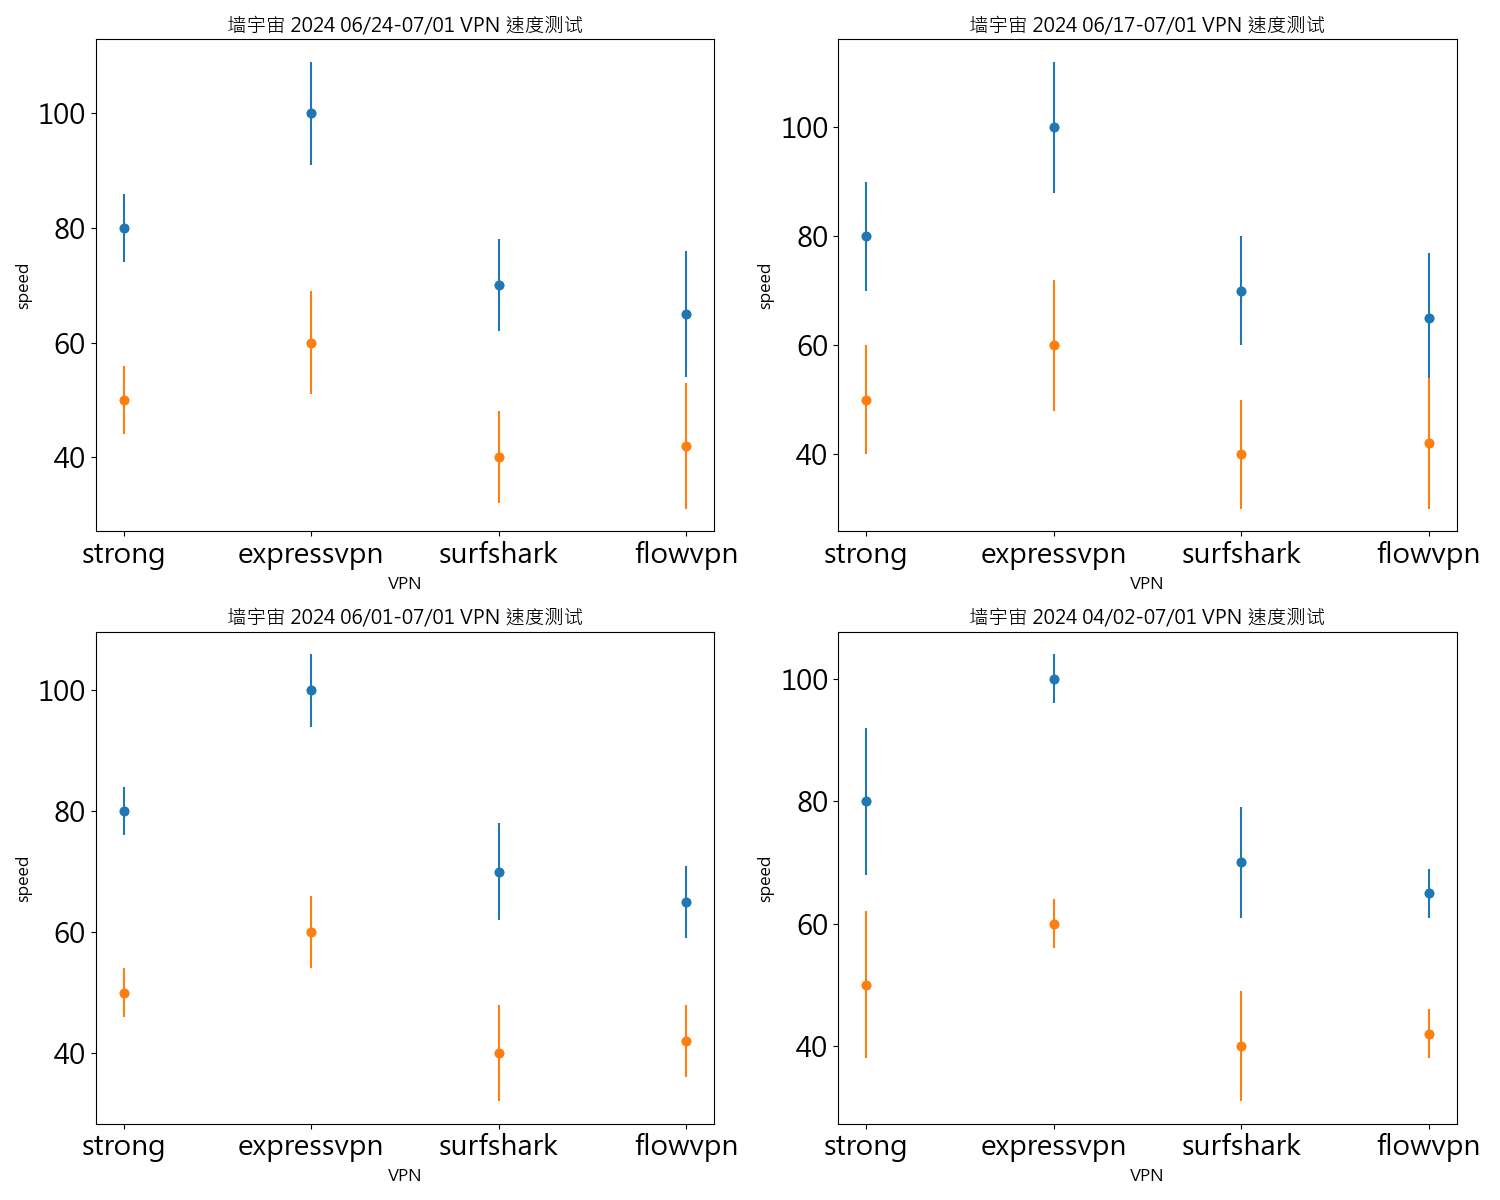 墙宇宙 2024 06/24-07/01 VPN 速度测试
100
80
60
40
speed
strong expressvpn surfshark flowvpn
VPN
墙宇宙 2024 06/17-07/01 VPN 速度测试
100
80
60
40
speed
strong expressvpn surfshark flowvpn
VPN
墙宇宙 2024 06/01-07/01 VPN 速度测试
100
80
60
40
speed
strong expressvpn surfshark flowvpn
VPN
墙宇宙 2024 04/02-07/01 VPN 速度测试
100
80
60
40
speed
strong expressvpn surfshark flowvpn
VPN